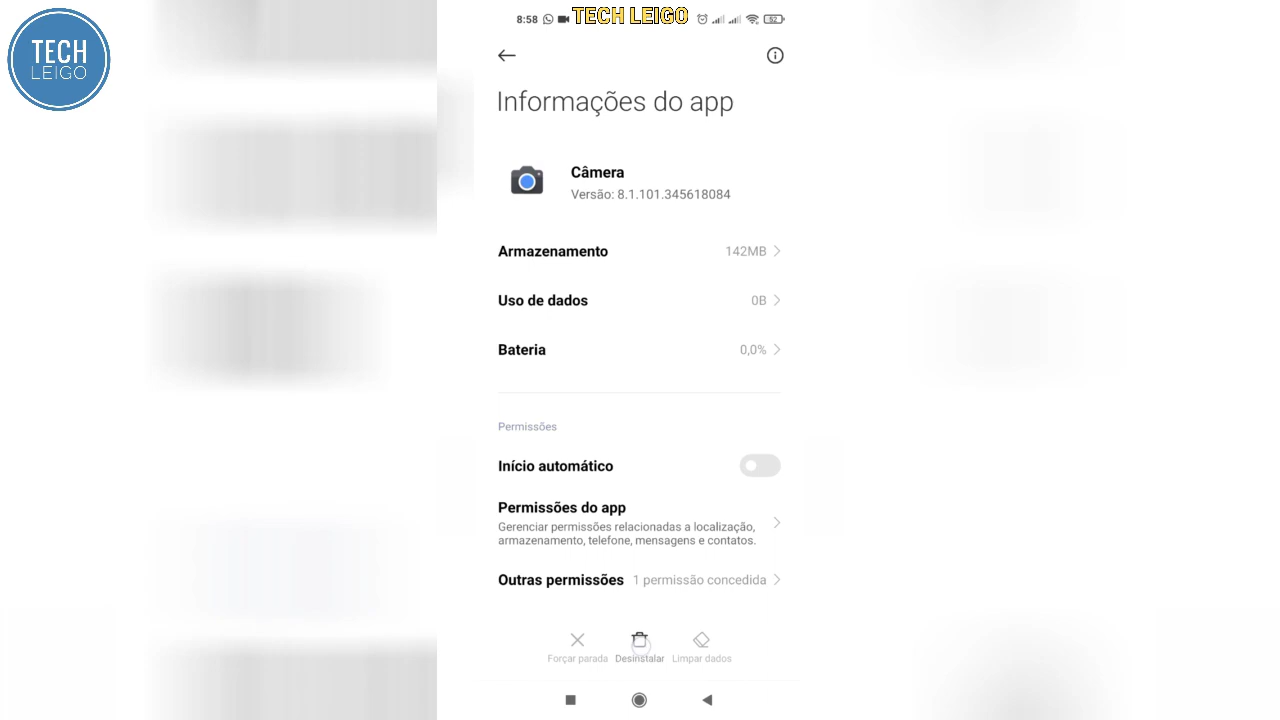 TECH
LEIGO
8:58
TECH LEIGO
52
Informações do app
Câmera
Versão: 8.1.101.345618084
Armazenamento 142MB
Uso de dados 0B
Bateria 0,0%
Permissões
Início automático
Permissões do app
Gerenciar permissões relacionadas a localização,
armazenamento, telefone, mensagens e contatos.
Outras permissões 1 permissão concedida
Forçar parada Desinstalar Limpar dados